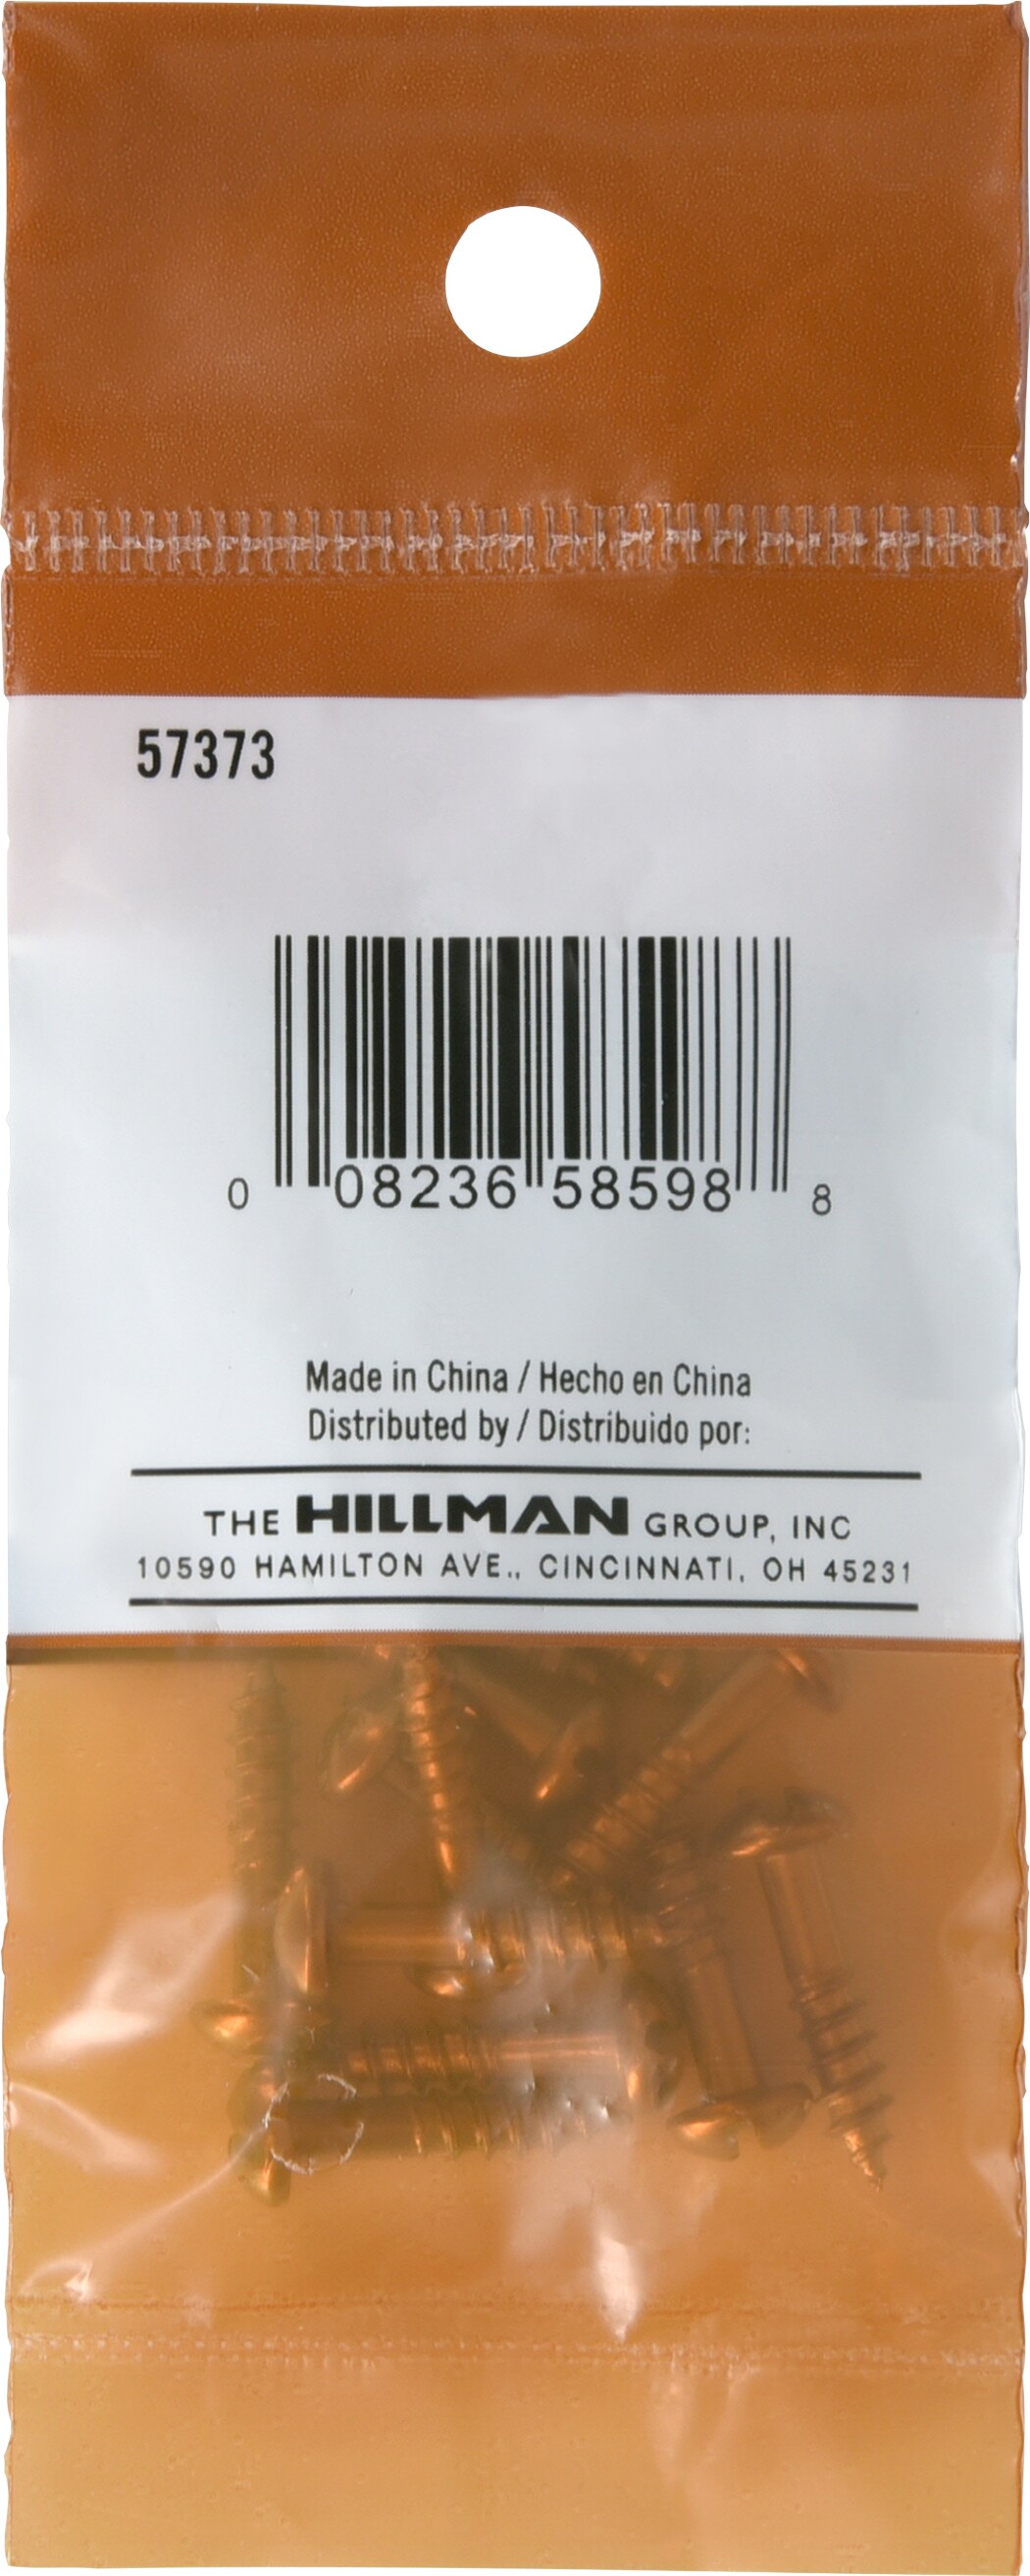 57373
0 08236 58598 8
Made in China / Hecho en China
Distributed by / Distribuido por:
THE HILLMAN GROUP, INC
10590 HAMILTON AVE., CINCINNATI, OH 45231